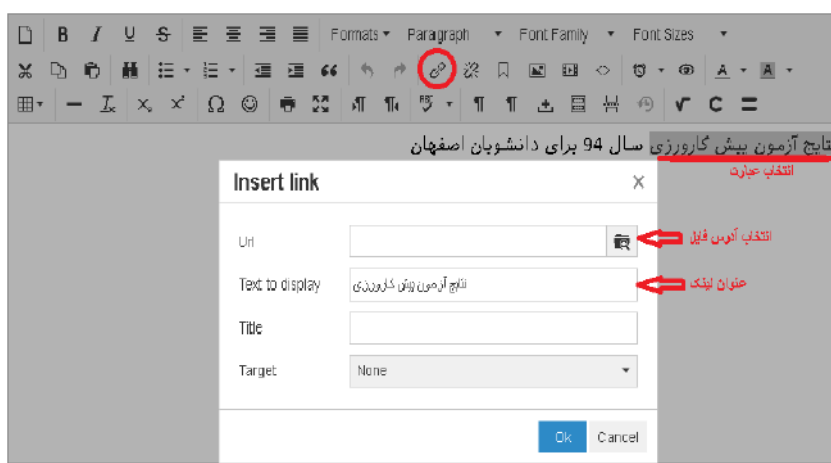 B I U S Formats Paragraph Font Family Font Sizes
نتایج آزمون پیش کارورزی سال 94 برای دانشویان اصفهان
انتخاب عبارت
Insert link
Url
انتخاب آدرس فایل
Text to display نتایج آزمون پیش کارورزی
عنوان لینک
Title
Target None
Ok Cancel